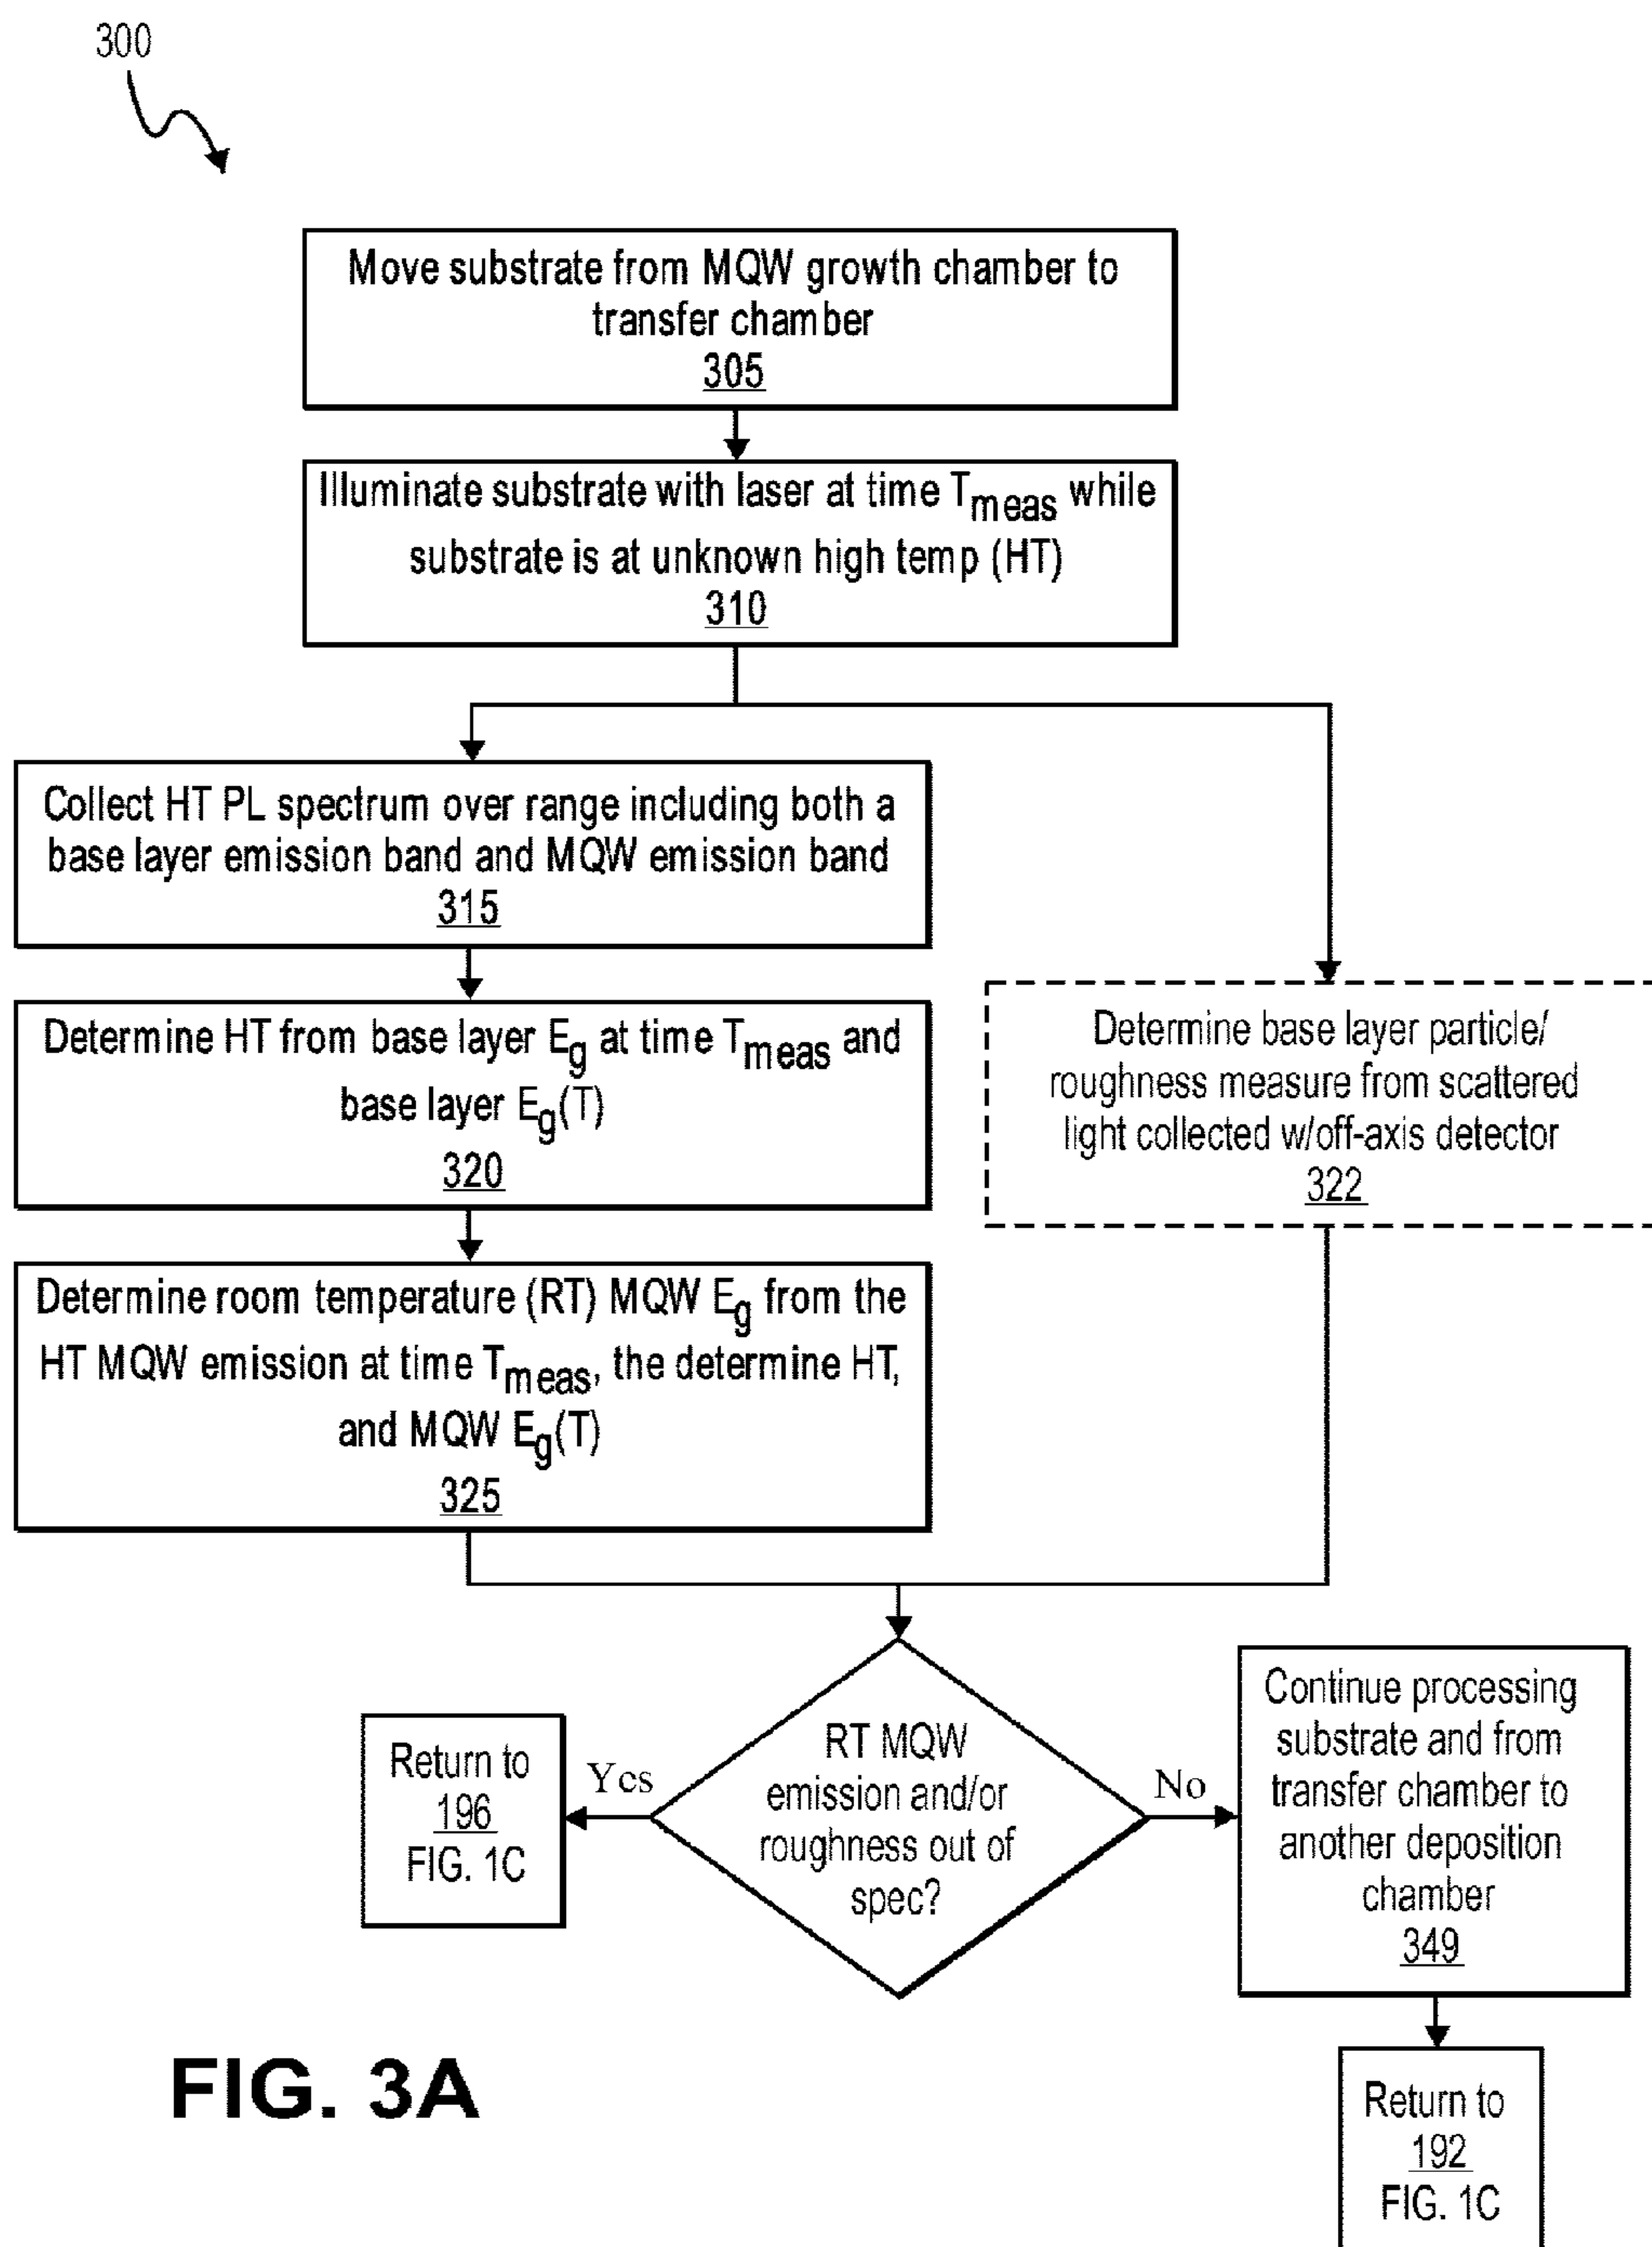 300
Move substrate from MQW growth chamber to
transfer chamber
305
Illuminate substrate with laser at time Tmeas while
substrate is at unknown high temp (HT)
310
Collect HT PL spectrum over range including both a
base layer emission band and MQW emission band
315
Determine HT from base layer Eg at time Tmeas and
base layer Eg(T)
320
Determine base layer particle/
roughness measure from scattered
light collected w/off-axis detector
322
Determine room temperature (RT) MQW Eg from the
HT MQW emission at time Tmeas, the determine HT,
and MQW Eg(T)
325
RT MQW
emission and/or
roughness out of
spec?
Yes
Return to
196
FIG. 1C
No
Continue processing
substrate and from
transfer chamber to
another deposition
chamber
349
Return to
192
FIG. 1C
FIG. 3A